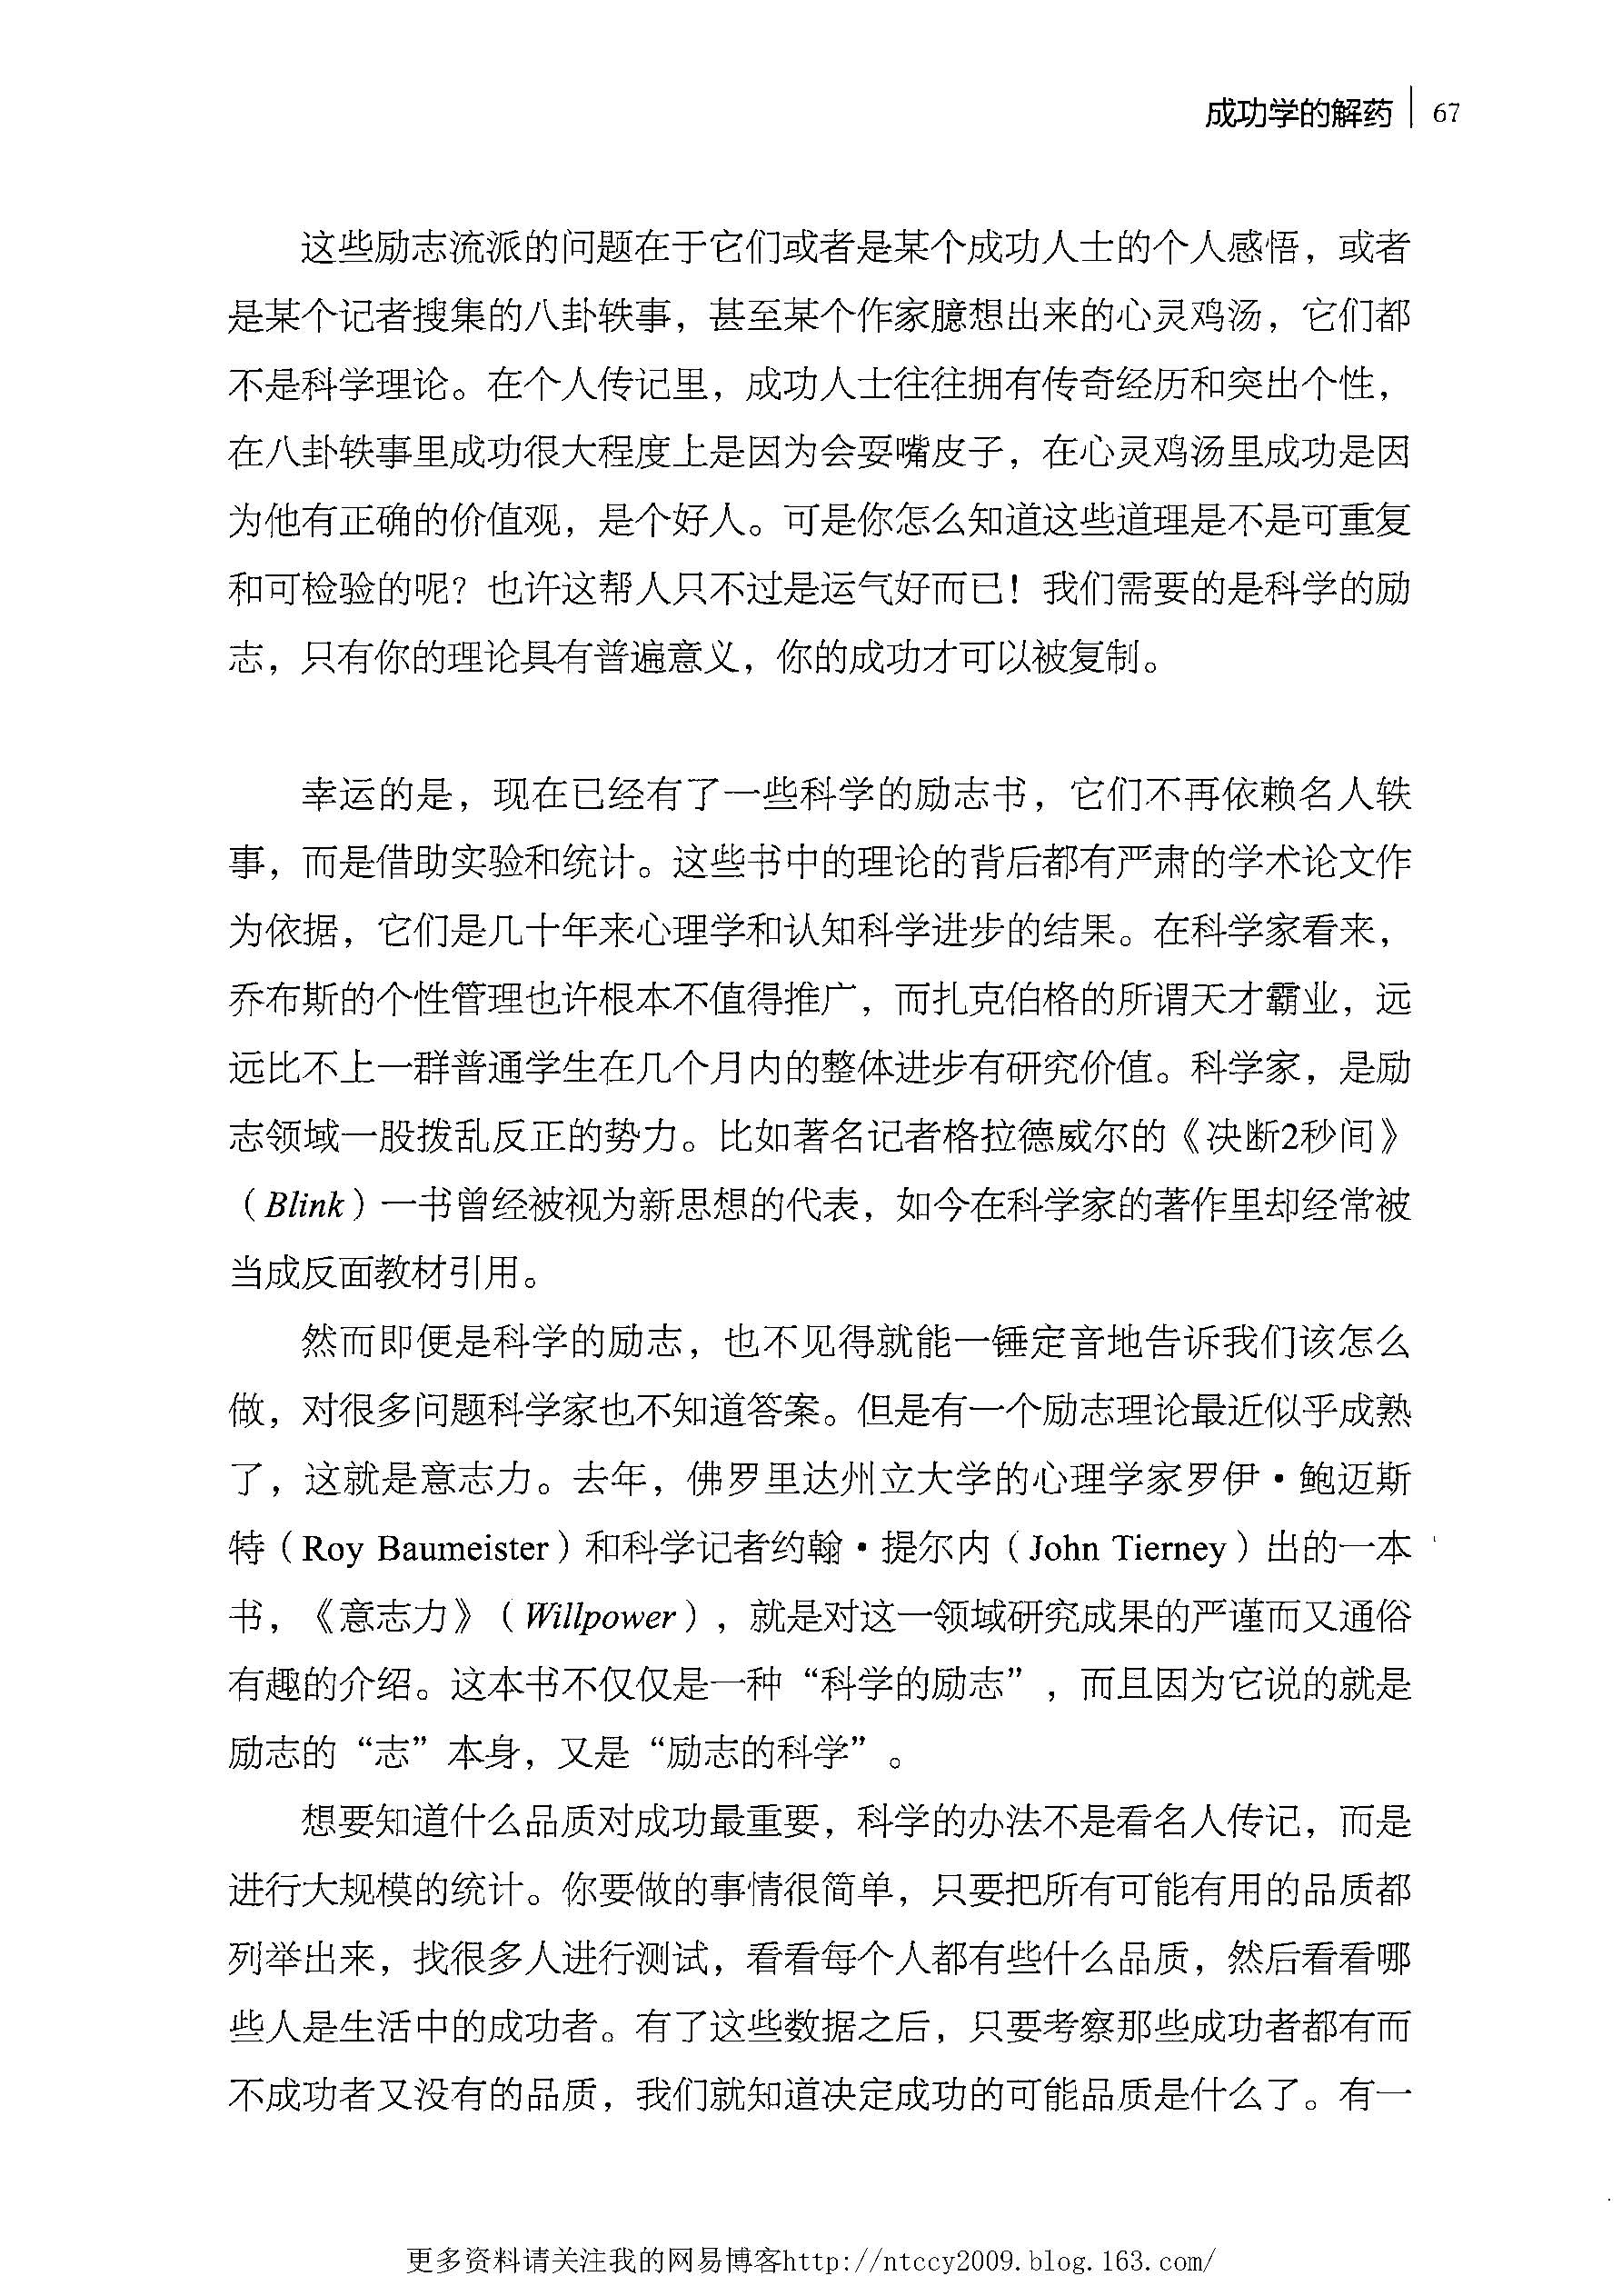 成功学的解药 | 67
这些励志流派的问题在于它们或者是某个成功人士的个人感悟，或者
是某个记者搜集的八卦轶事，甚至某个作家臆想出来的心灵鸡汤，它们都
不是科学理论。在个人传记里，成功人士往往拥有传奇经历和突出个性，
在八卦轶事里成功很大程度上是因为会耍嘴皮子，在心灵鸡汤里成功是因
为他有正确的价值观，是个好人。可是你怎么知道这些道理是不是可重复
和可检验的呢？也许这帮人只不过是运气好而已！我们需要的是科学的励
志，只有你的理论具有普遍意义，你的成功才可以被复制。
幸运的是，现在已经有了一些科学的励志书，它们不再依赖名人轶
事，而是借助实验和统计。这些书中的理论的背后都有严肃的学术论文作
为依据，它们是几十年来心理学和认知科学进步的结果。在科学家看来，
乔布斯的个性管理也许根本不值得推广，而扎克伯格的所谓天才霸业，远
远比不上一群普通学生在几个月内的整体进步有研究价值。科学家，是励
志领域一股拨乱反正的势力。比如著名记者格拉德威尔的《决断2秒间》
（Blink）一书曾经被视为新思想的代表，如今在科学家的著作里却经常被
当成反面教材引用。
然而即便是科学的励志，也不见得就能一锤定音地告诉我们该怎么
做，对很多问题科学家也不知道答案。但是有一个励志理论最近似乎成熟
了，这就是意志力。去年，佛罗里达州立大学的心理学家罗伊·鲍迈斯
特（Roy Baumeister）和科学记者约翰·提尔内（John Tierney）出的一本
书，《意志力》（Willpower），就是对这一领域研究成果的严谨而又通俗
有趣的介绍。这本书不仅仅是一种“科学的励志”，而且因为它说的就是
励志的“志”本身，又是“励志的科学”。
想要知道什么品质对成功最重要，科学的办法不是看名人传记，而是
进行大规模的统计。你要做的事情很简单，只要把所有可能有用的品质都
列举出来，找很多人进行测试，看看每个人都有些什么品质，然后看看哪
些人是生活中的成功者。有了这些数据之后，只要考察那些成功者都有而
不成功者又没有的品质，我们就知道决定成功的可能品质是什么了。有一
更多资料请关注我的网易博客http://ntccy2009.blog.163.com/